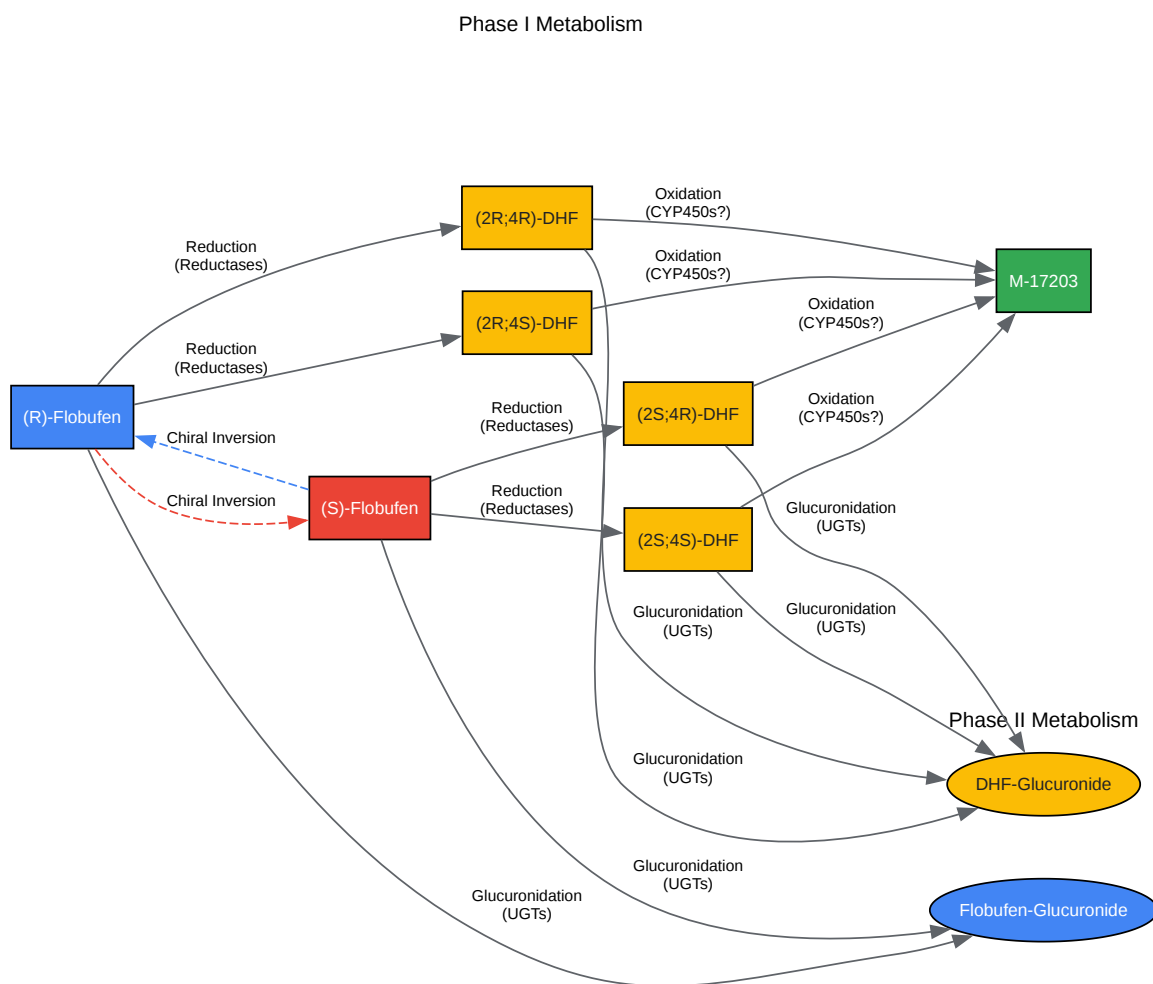 Phase I Metabolism
Oxidation
(CYP450s?)
(2R;4R)-DHF
Reduction
(Reductases)
Oxidation
(CYP450s?)
M-17203
Oxidation
(CYP450s?)
(2R;4S)-DHF
Reduction
(Reductases)
(R)-Flobufen
(2S;4R)-DHF
Oxidation
(CYP450s?)
Reduction
(Reductases)
Chiral Inversion
Chiral Inversion
(S)-Flobufen
Reduction
(Reductases)
Glucuronidation
(UGTs)
(2S;4S)-DHF
Glucuronidation
(UGTs)
Glucuronidation
(UGTs)
Phase II Metabolism
Glucuronidation
(UGTs)
DHF-Glucuronide
Glucuronidation
(UGTs)
Glucuronidation
(UGTs)
Flobufen-Glucuronide